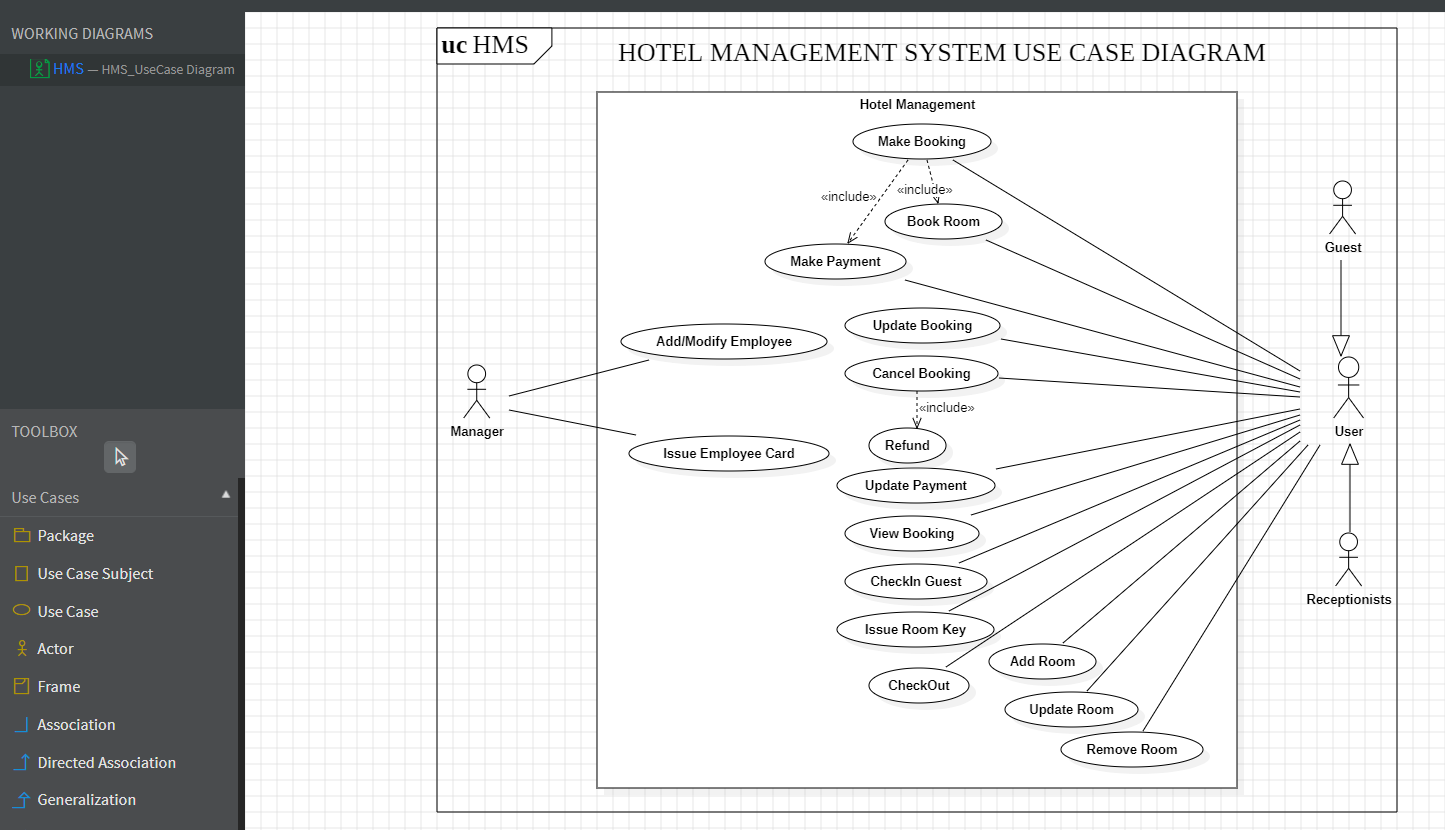 WORKING DIAGRAMS
HMS — HMS_UseCase Diagram
TOOLBOX
Use Cases
Package
Use Case Subject
Use Case
Actor
Frame
Association
Directed Association
Generalization
uc HMS
HOTEL MANAGEMENT SYSTEM USE CASE DIAGRAM
Hotel Management
Make Booking
«include»
«include»
Book Room
Make Payment
Update Booking
Add/Modify Employee
Cancel Booking
«include»
Refund
Issue Employee Card
Update Payment
View Booking
CheckIn Guest
Issue Room Key
Add Room
CheckOut
Update Room
Remove Room
Manager
Guest
User
Receptionists